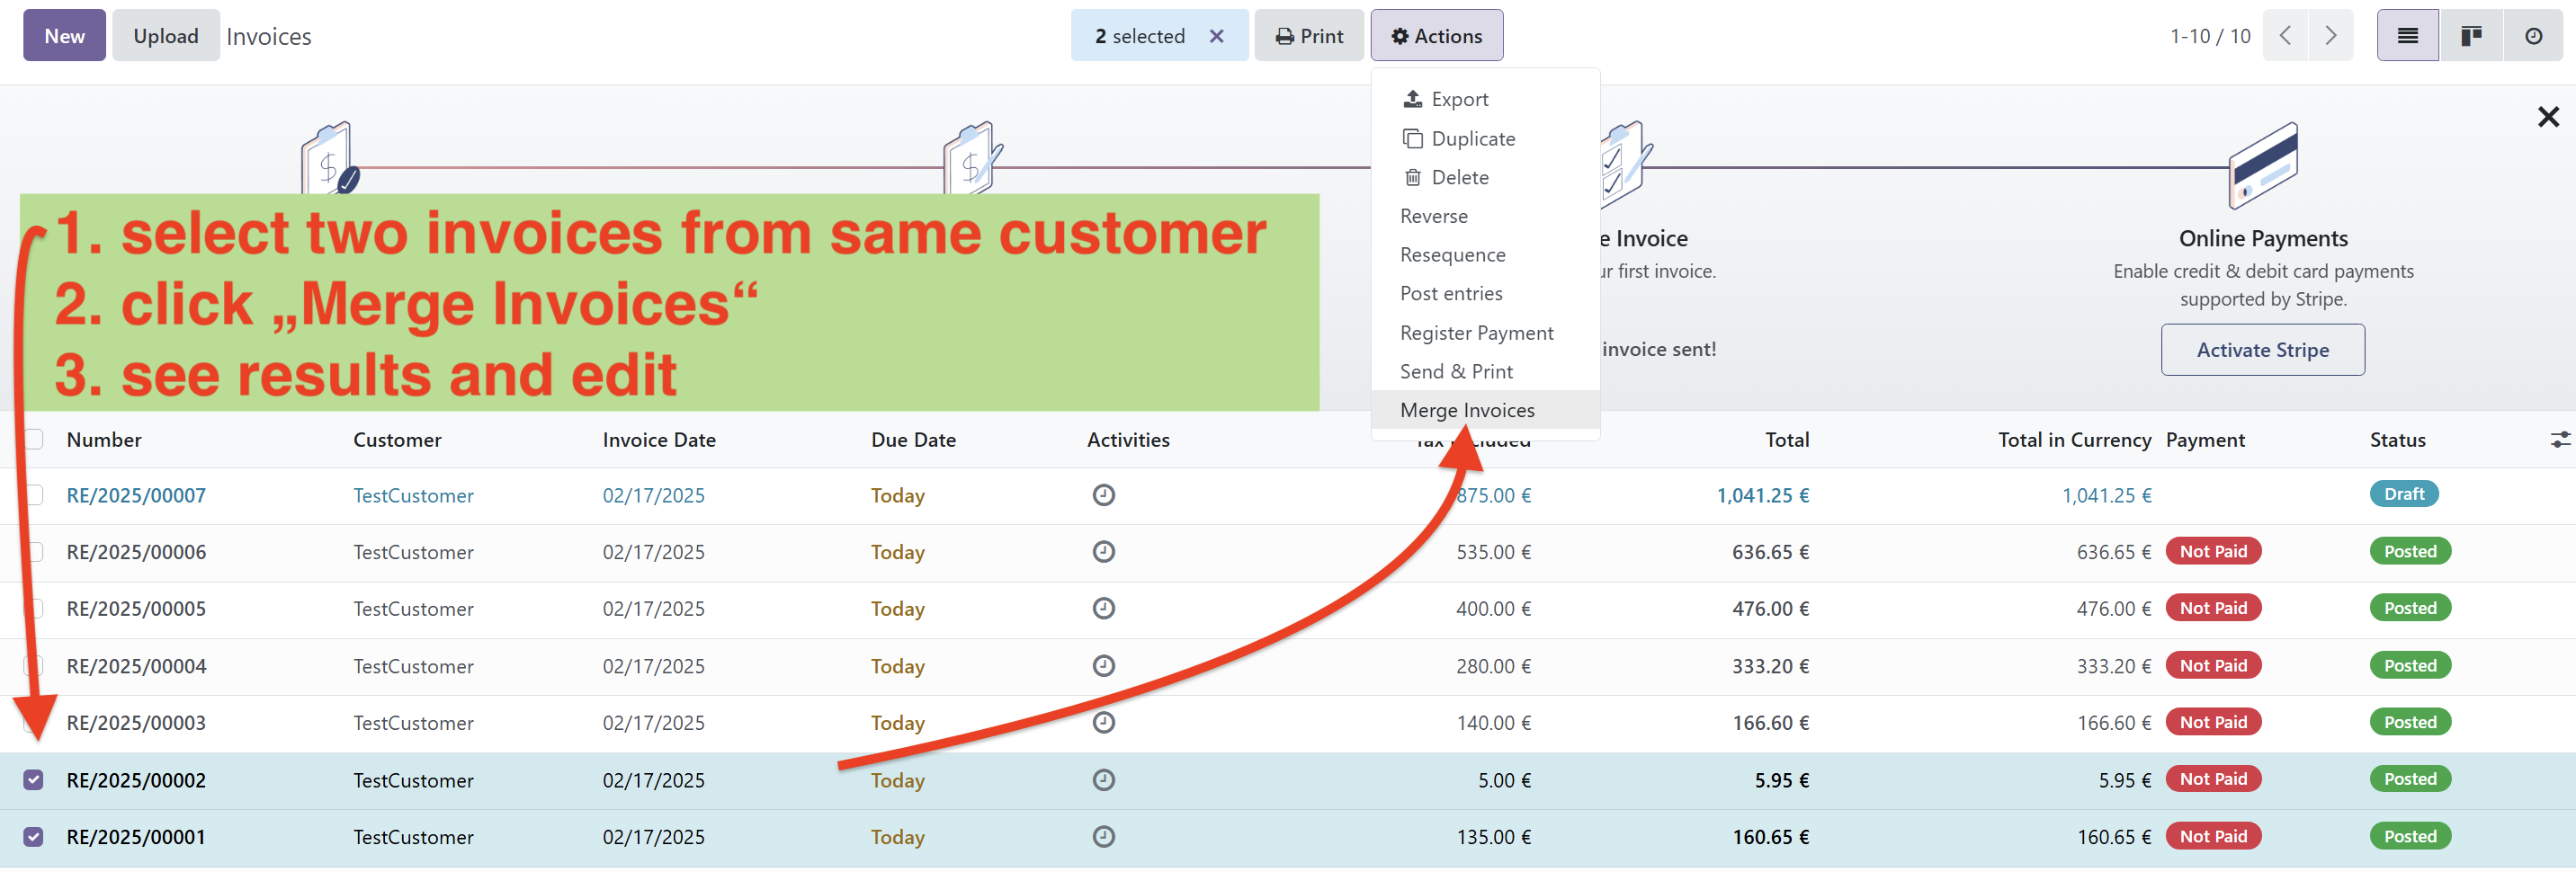 New Upload Invoices 2 selected Print Actions 1-10 / 10
Export
Duplicate
Delete
Reverse
Resequence
Post entries
Register Payment
Send & Print
Merge Invoices
1. select two invoices from same customer
2. click „Merge Invoices“
3. see results and edit
e Invoice
ur first invoice.
invoice sent!
Online Payments
Enable credit & debit card payments
supported by Stripe.
Activate Stripe
Number Customer Invoice Date Due Date Activities Total Total in Currency Payment Status
RE/2025/00007 TestCustomer 02/17/2025 Today 875.00 € 1,041.25 € 1,041.25 € Draft
RE/2025/00006 TestCustomer 02/17/2025 Today 535.00 € 636.65 € 636.65 € Not Paid Posted
RE/2025/00005 TestCustomer 02/17/2025 Today 400.00 € 476.00 € 476.00 € Not Paid Posted
RE/2025/00004 TestCustomer 02/17/2025 Today 280.00 € 333.20 € 333.20 € Not Paid Posted
RE/2025/00003 TestCustomer 02/17/2025 Today 140.00 € 166.60 € 166.60 € Not Paid Posted
RE/2025/00002 TestCustomer 02/17/2025 Today 5.00 € 5.95 € 5.95 € Not Paid Posted
RE/2025/00001 TestCustomer 02/17/2025 Today 135.00 € 160.65 € 160.65 € Not Paid Posted